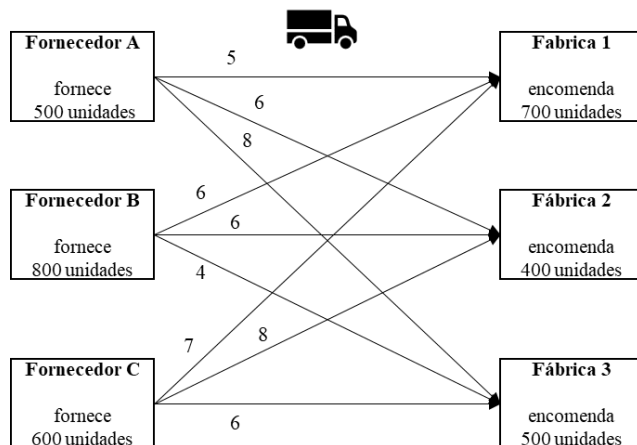 Fornecedor A
fornece
500 unidades
Fabrica 1
encomenda
700 unidades
5
6
8
Fornecedor B
fornece
800 unidades
Fábrica 2
encomenda
400 unidades
6
6
4
Fornecedor C
fornece
600 unidades
Fábrica 3
encomenda
500 unidades
7
8
6